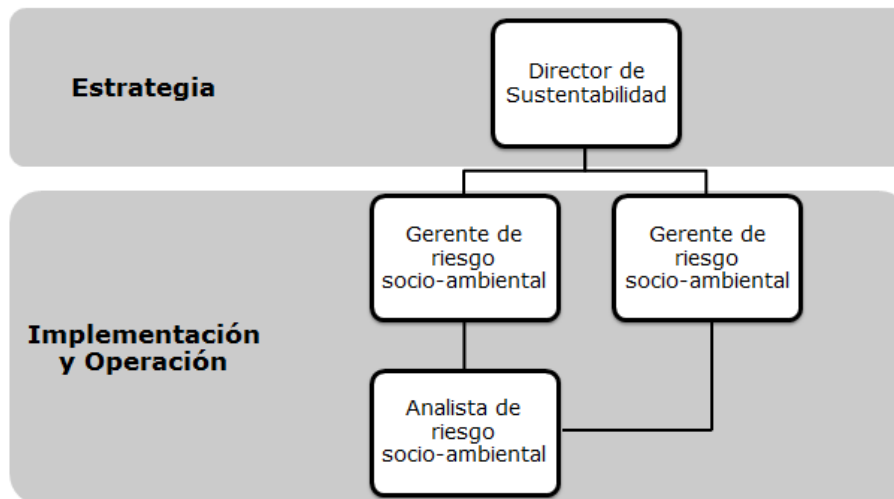 Estrategia
Director de
Sustentabilidad
Gerente de
riesgo
socio-ambiental
Gerente de
riesgo
socio-ambiental
Implementación
y Operación
Analista de
riesgo
socio-ambiental